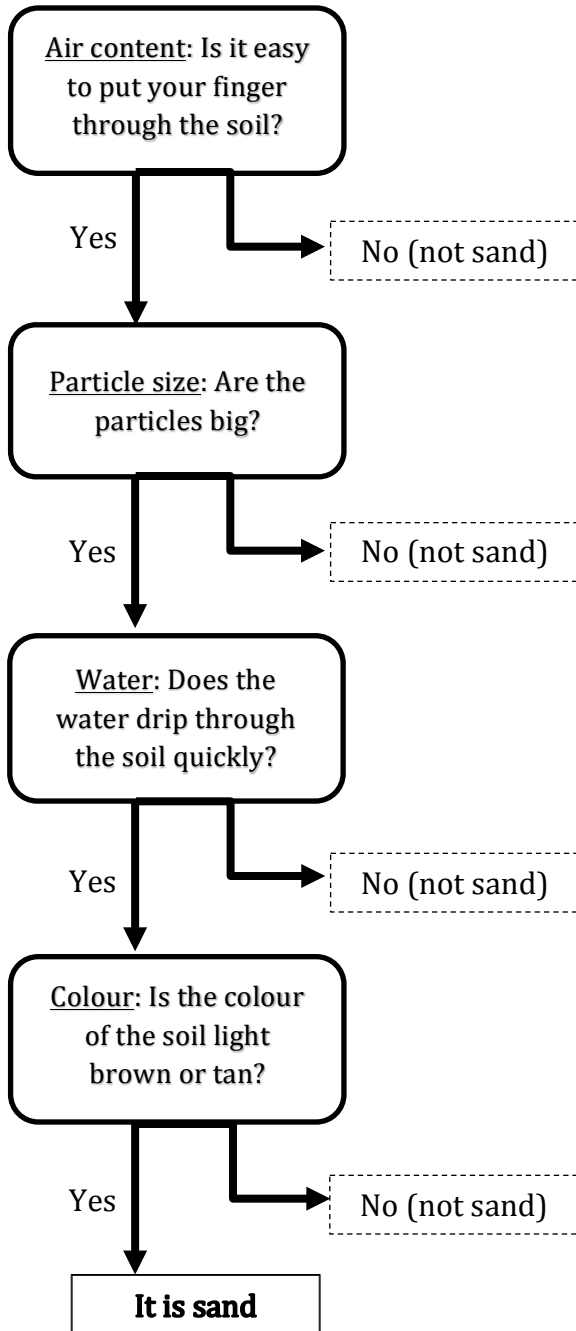 Air content: Is it easy
to put your finger
through the soil?
Yes
No (not sand)
Particle size: Are the
particles big?
Yes
No (not sand)
Water: Does the
water drip through
the soil quickly?
Yes
No (not sand)
Colour: Is the colour
of the soil light
brown or tan?
Yes
No (not sand)
It is sand